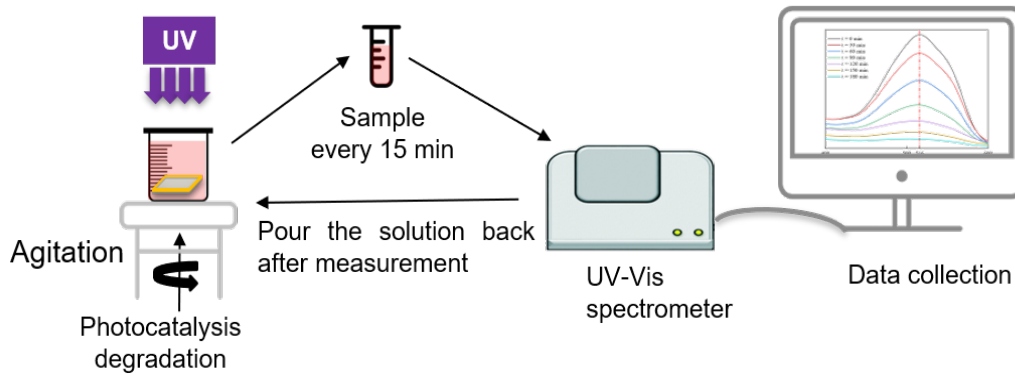 UV
Sample
every 15 min
Agitation
Photocatalysis
degradation
Pour the solution back
after measurement
UV-Vis
spectrometer
Data collection